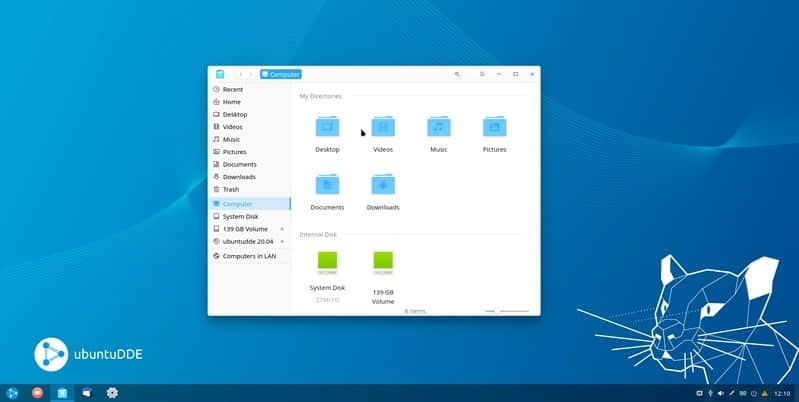 Computer
Recent
Home
Desktop
Videos
Music
Pictures
Documents
Downloads
Trash
Computer
System Disk
139 GB Volume
ubuntudde 20.04
Computers in LAN
My Directories
Desktop
Videos
Music
Pictures
Documents
Downloads
Internal Disk
System Disk
139 GB
Volume
8 items
ubuntuDDE
12:10